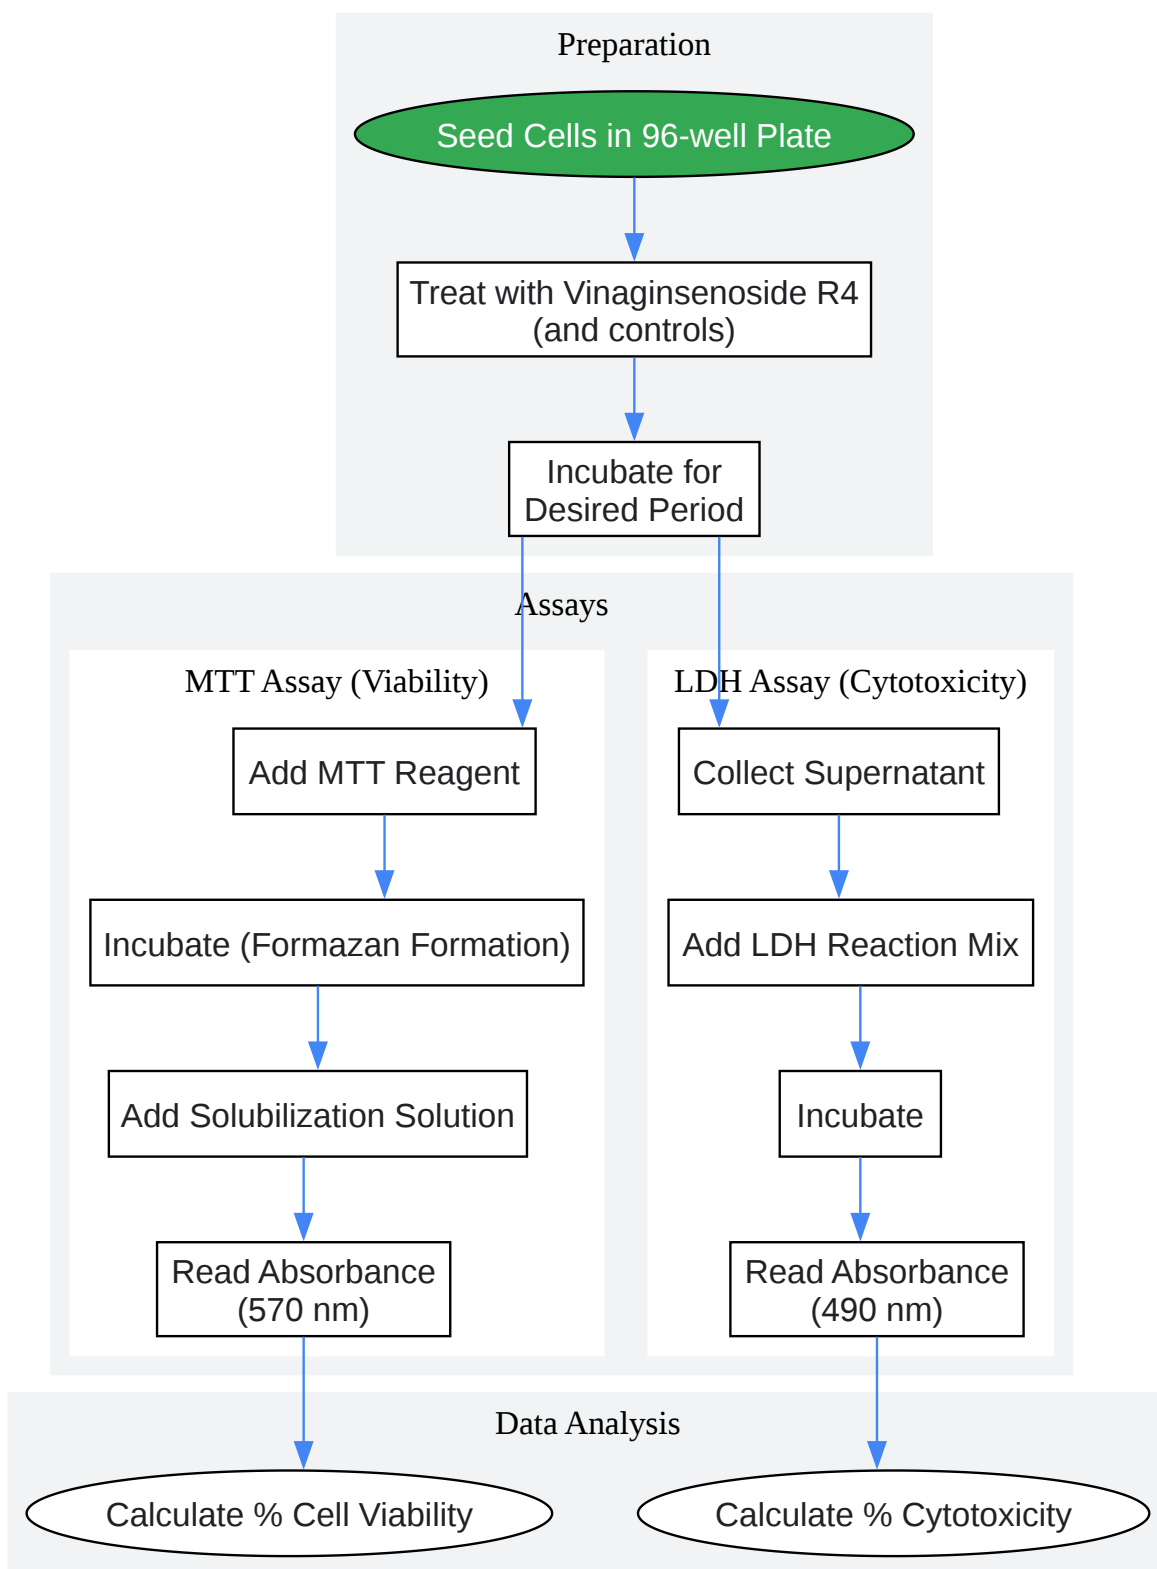 Preparation
Seed Cells in 96-well Plate
Treat with Vinaginsenoside R4
(and controls)
Incubate for
Desired Period
Assays
MTT Assay (Viability)
Add MTT Reagent
Incubate (Formazan Formation)
Add Solubilization Solution
Read Absorbance
(570 nm)
LDH Assay (Cytotoxicity)
Collect Supernatant
Add LDH Reaction Mix
Incubate
Read Absorbance
(490 nm)
Data Analysis
Calculate % Cell Viability
Calculate % Cytotoxicity